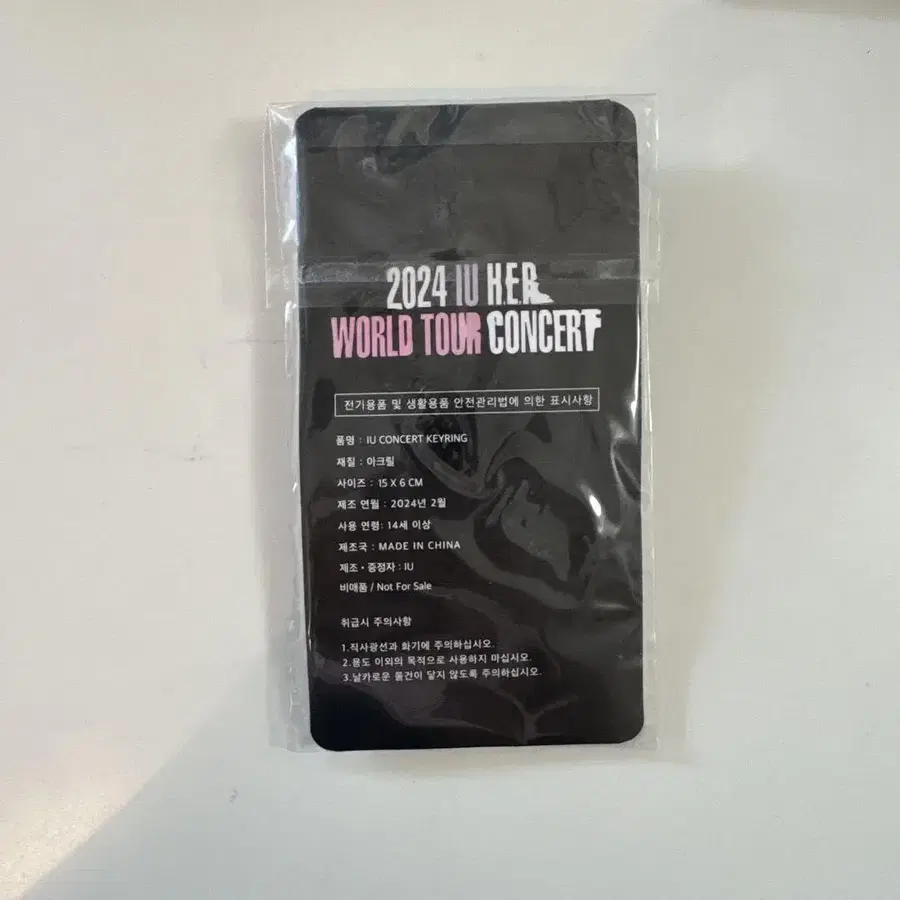 2024 IU H.E.R.
WORLD TOUR CONCERT
전기용품 및 생활용품 안전관리법에 의한 표시사항
품명 : IU CONCERT KEYRING
재질 : 아크릴
사이즈 : 15 X 6 CM
제조 연월 : 2024년 2월
사용 연령: 14세 이상
제조국 : MADE IN CHINA
제조 • 증정자 : IU
비매품 / Not For Sale
취급시 주의사항
1.직사광선과 화기에 주의하십시오.
2.용도 이외의 목적으로 사용하지 마십시오.
3.날카로운 물건이 닿지 않도록 주의하십시오.